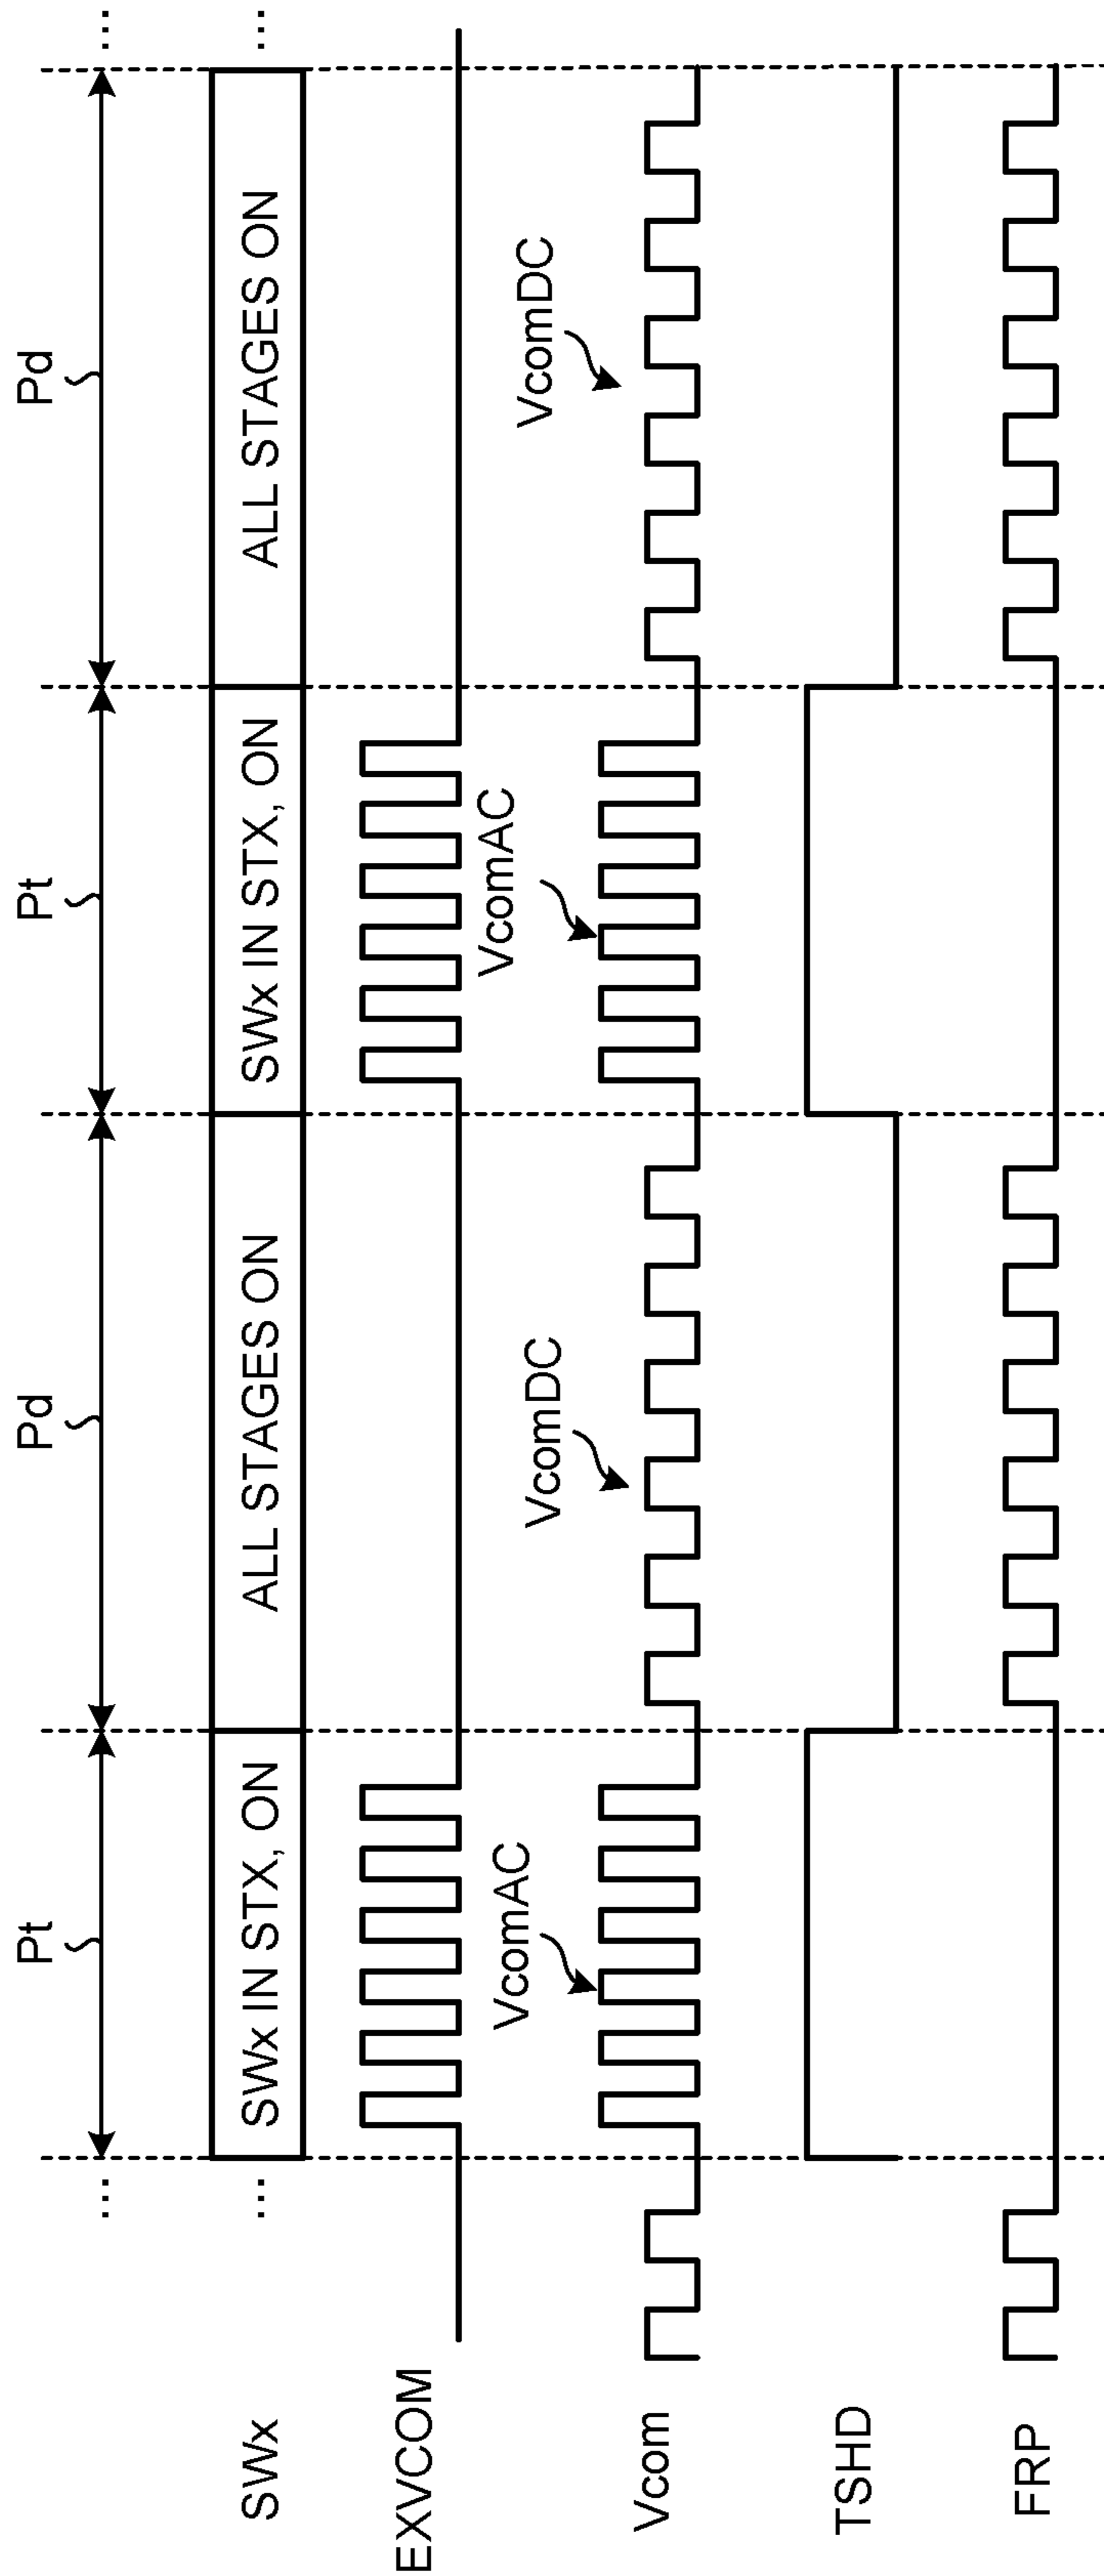 Pt
Pd
Pt
Pd
... ...
SWx
... SWx IN STX, ON
ALL STAGES ON
SWx IN STX, ON
ALL STAGES ON ...
EXVCOM
VcomAC
VcomDC
VcomAC
VcomDC
Vcom
TSHD
FRP